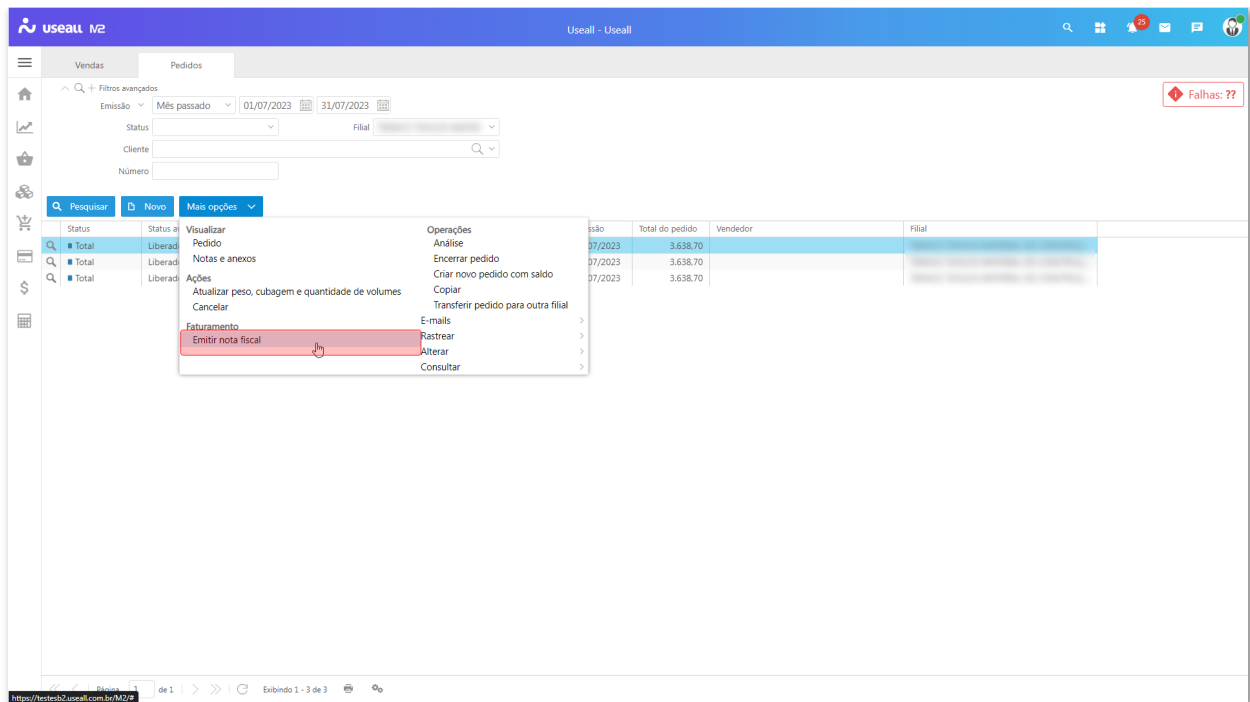 useall M2
Useall – Useall
25
Vendas
Pedidos
Filtros avançados
Falhas: ??
Emissão
Mês passado
01/07/2023
31/07/2023
Status
Filial
Cliente
Número
Pesquisar
Novo
Mais opções
Status
Status a
ssão
Total do pedido
Vendedor
Filial
Total
Liberad
07/2023
3.638,70
Total
Liberad
07/2023
3.638,70
Total
Liberad
07/2023
3.638,70
Visualizar
Pedido
Notas e anexos
Ações
Atualizar peso, cubagem e quantidade de volumes
Cancelar
Faturamento
Emitir nota fiscal
Operações
Análise
Encerrar pedido
Criar novo pedido com saldo
Copiar
Transferir pedido para outra filial
E-mails
Rastrear
Alterar
Consultar
Página
1
de 1
Exibindo 1 - 3 de 3
https://testesb2.useall.com.br/M2/#